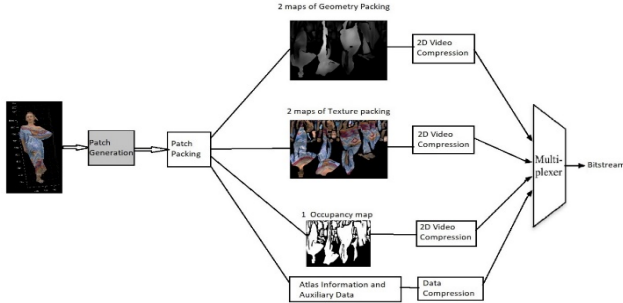 2 maps of Geometry Packing
2D Video
Compression
Patch
Generation
Patch
Packing
2 maps of Texture packing
2D Video
Compression
Multi-
plexer
Bitstream
1 Occupancy map
2D Video
Compression
Atlas Information and
Auxiliary Data
Data
Compression